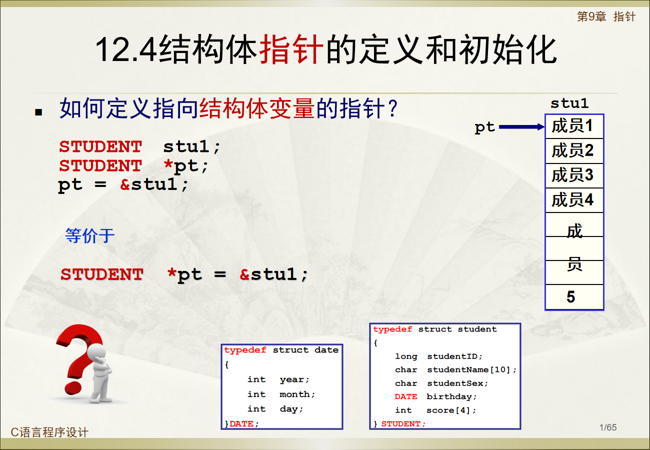 第9章 指针
12.4结构体指针的定义和初始化
■ 如何定义指向结构体变量的指针?
STUDENT stu1;
STUDENT *pt;
pt = &stu1;
等价于
STUDENT *pt = &stu1;
stu1
pt
成员1
成员2
成员3
成员4
成
员
5
typedef struct date
{
int year;
int month;
int day;
}DATE;
typedef struct student
{
long studentID;
char studentName[10];
char studentSex;
DATE birthday;
int score[4];
} STUDENT;
C语言程序设计
1/65